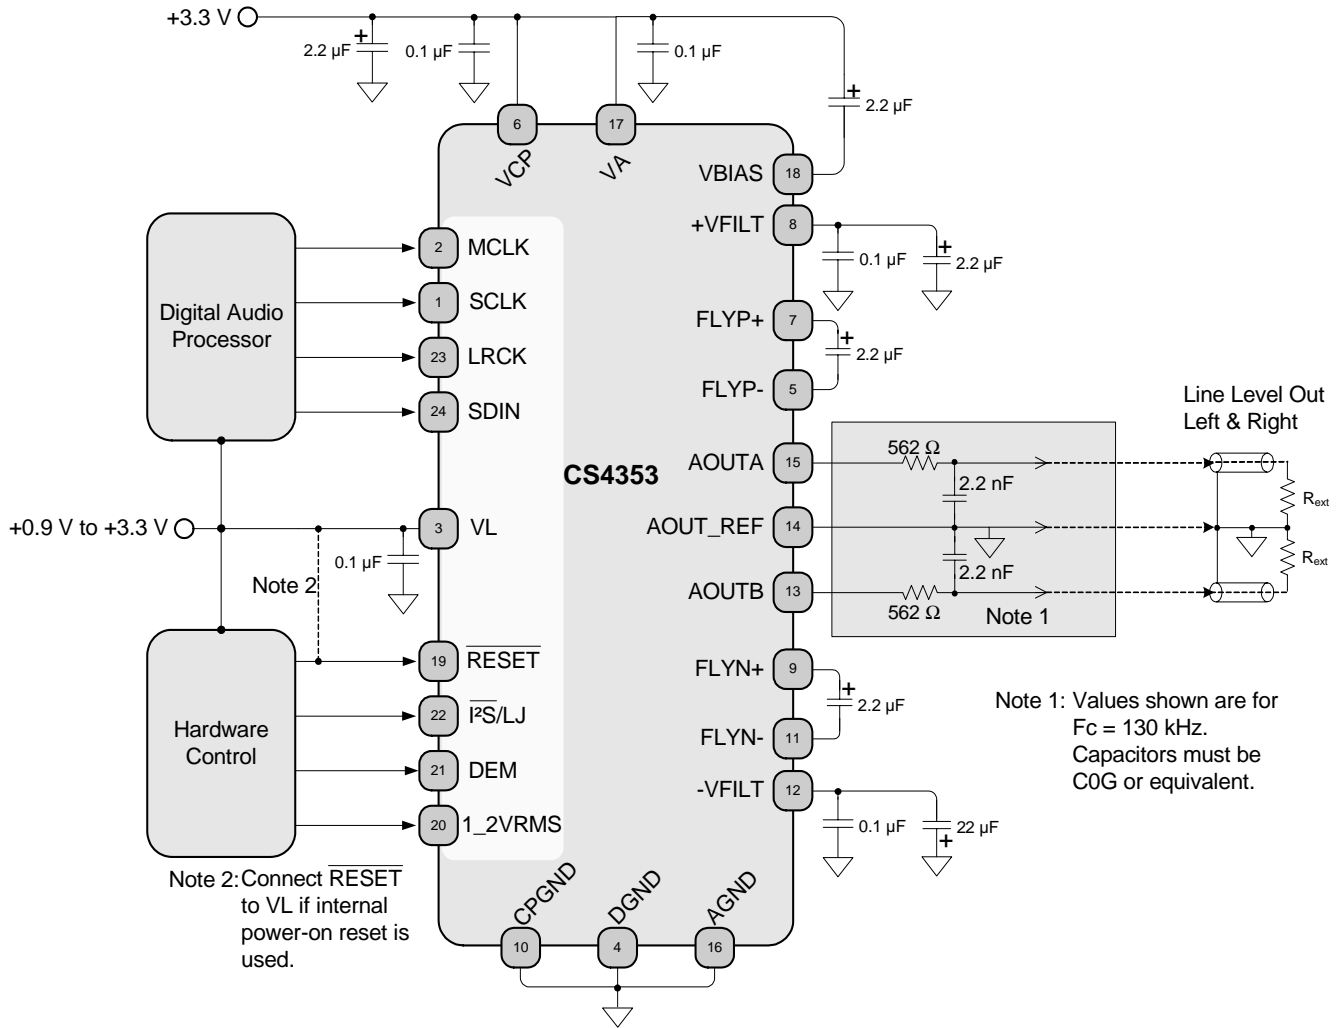 +3.3 V
2.2 µF
0.1 µF
0.1 µF
2.2 µF
6
VCP
17
VA
VBIAS
18
+VFILT
8
0.1 µF
2.2 µF
Digital Audio
Processor
2
MCLK
1
SCLK
23
LRCK
24
SDIN
FLYP+
7
2.2 µF
FLYP-
5
CS4353
Line Level Out
Left & Right
AOUTA
15
562 Ω
2.2 nF
Rext
+0.9 V to +3.3 V
3
VL
0.1 µF
Note 2
AOUT_REF
14
2.2 nF
Rext
AOUTB
13
562 Ω
Note 1
Hardware
Control
19
RESET
22
I²S/LJ
21
DEM
20
1_2VRMS
FLYN+
9
2.2 µF
FLYN-
11
-VFILT
12
0.1 µF
22 µF
Note 1: Values shown are for
Fc = 130 kHz.
Capacitors must be
C0G or equivalent.
Note 2: Connect RESET
to VL if internal
power-on reset is
used.
CPGND
10
DGND
4
AGND
16